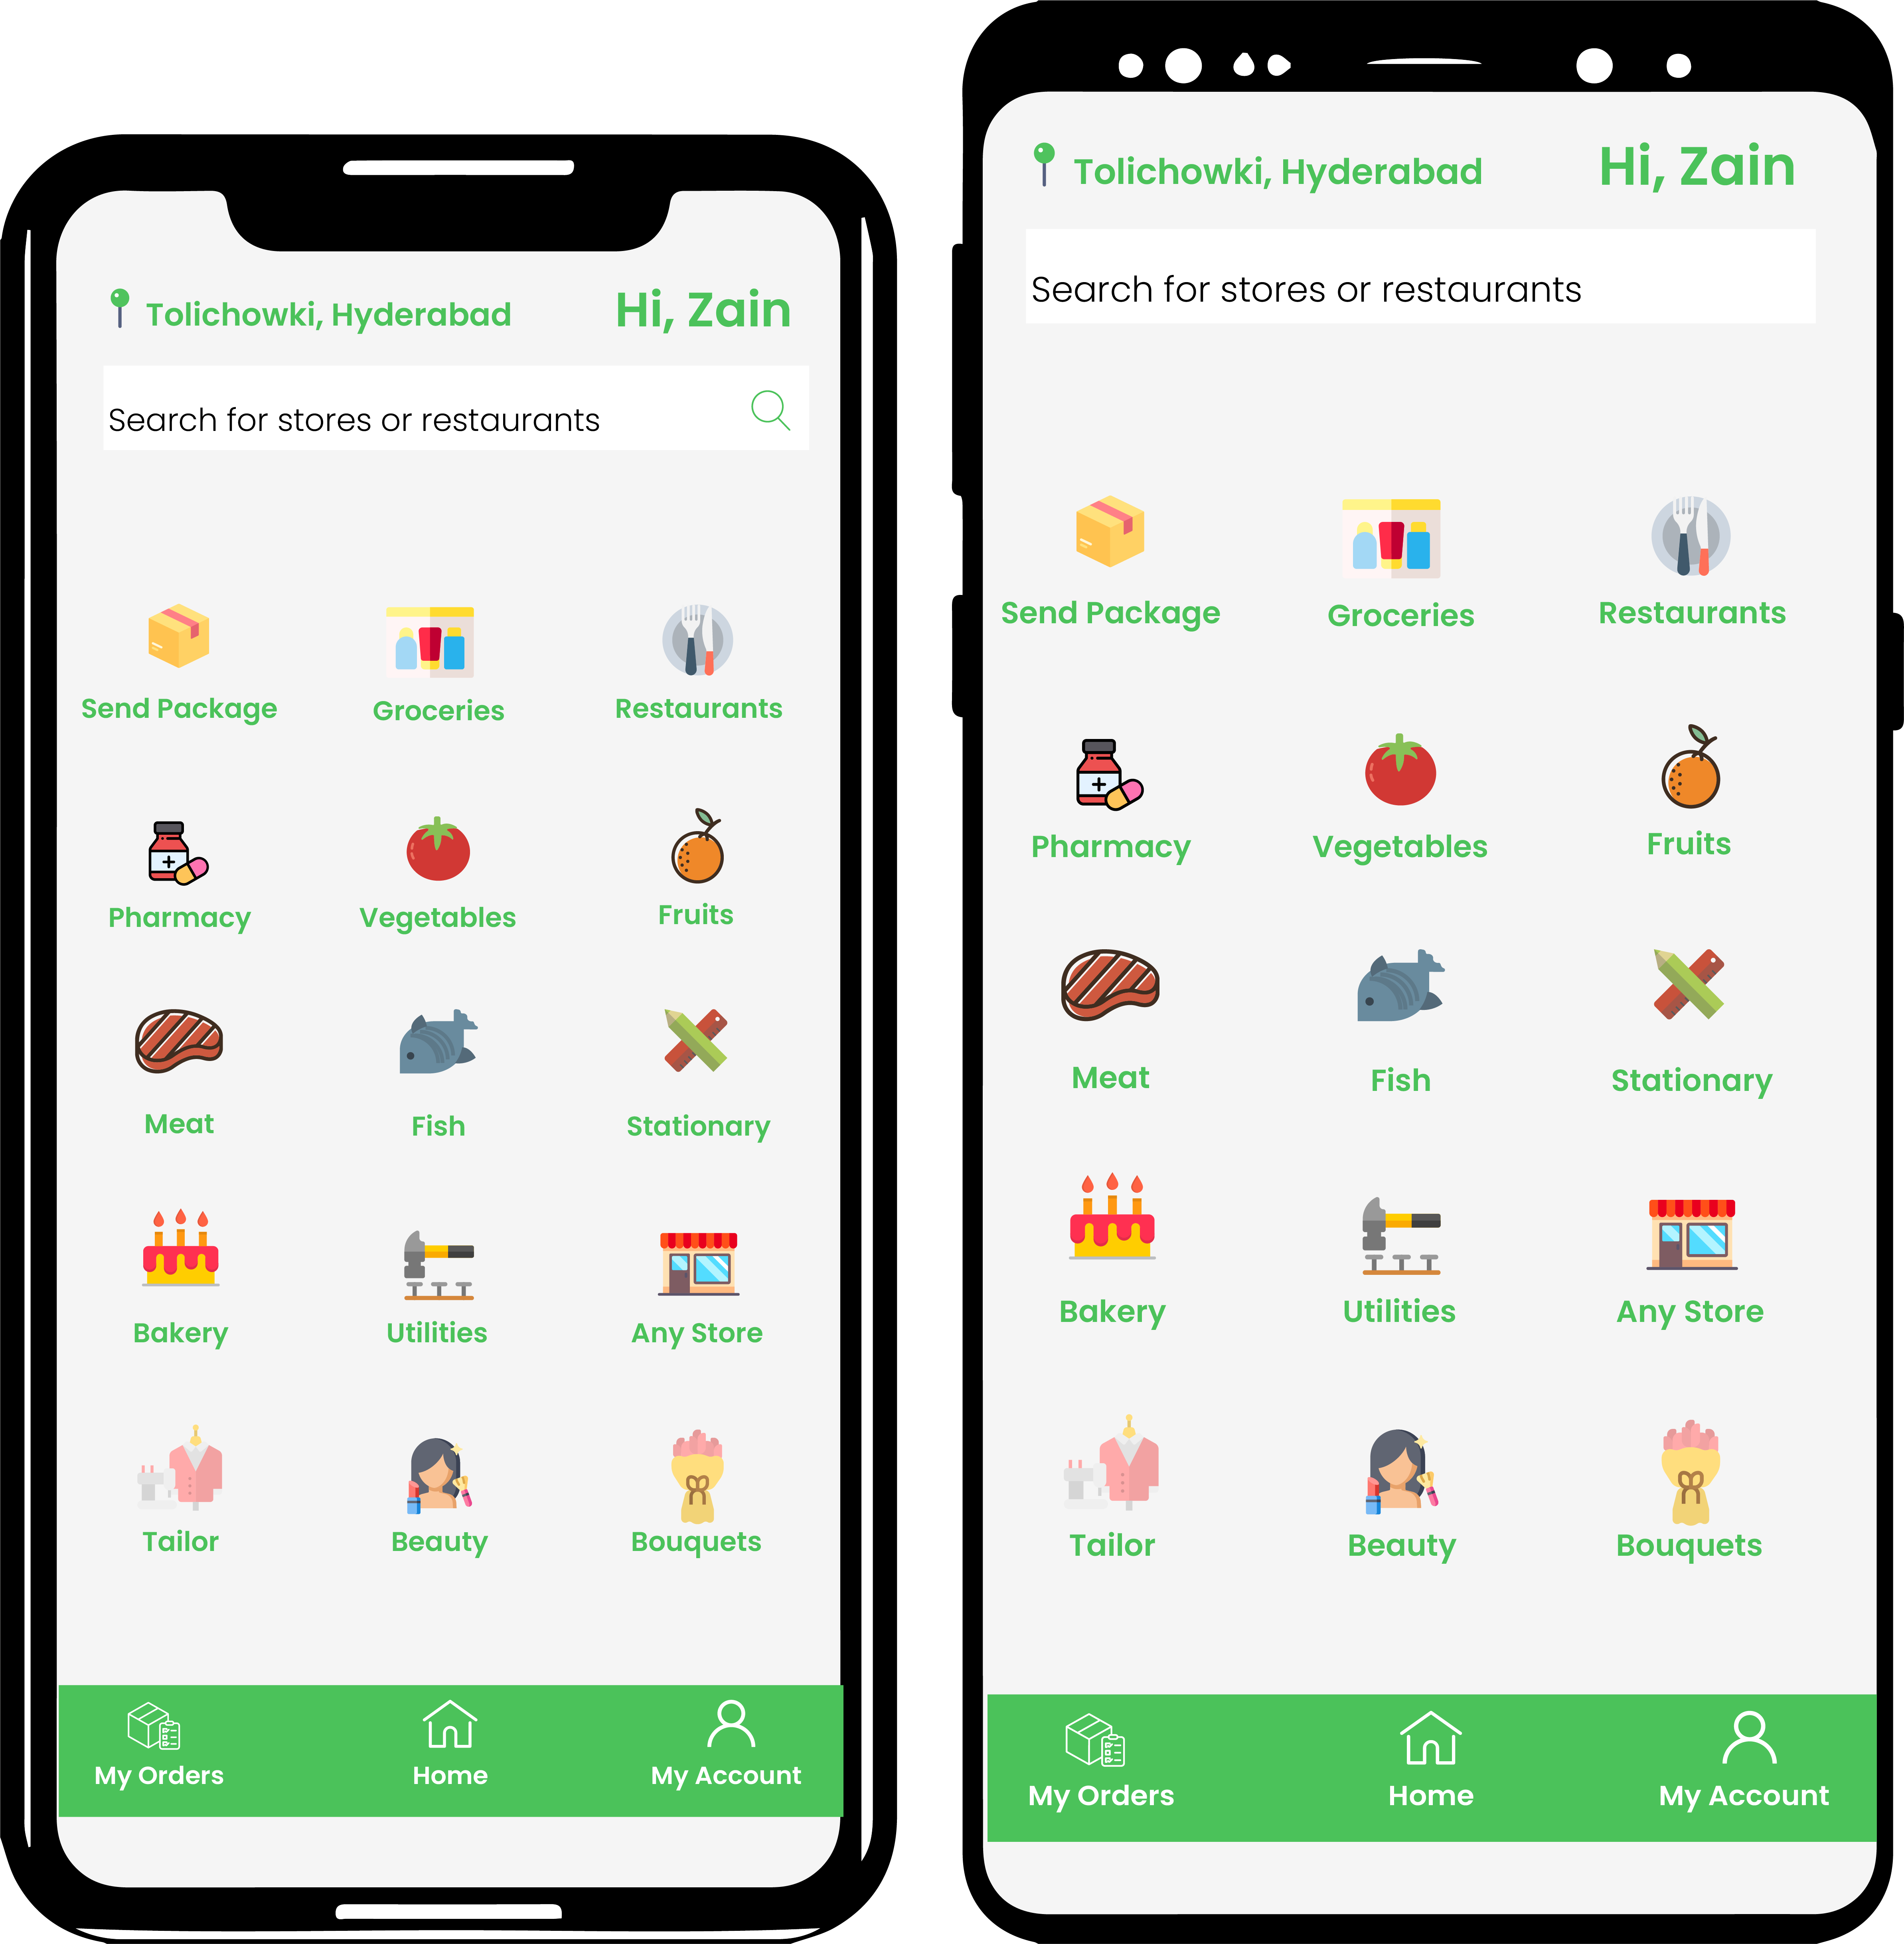 Tolichowki, Hyderabad Hi, Zain
Search for stores or restaurants
Send Package Groceries Restaurants
Pharmacy Vegetables Fruits
Meat Fish Stationary
Bakery Utilities Any Store
Tailor Beauty Bouquets
My Orders Home My Account
Tolichowki, Hyderabad Hi, Zain
Search for stores or restaurants
Send Package Groceries Restaurants
Pharmacy Vegetables Fruits
Meat Fish Stationary
Bakery Utilities Any Store
Tailor Beauty Bouquets
My Orders Home My Account